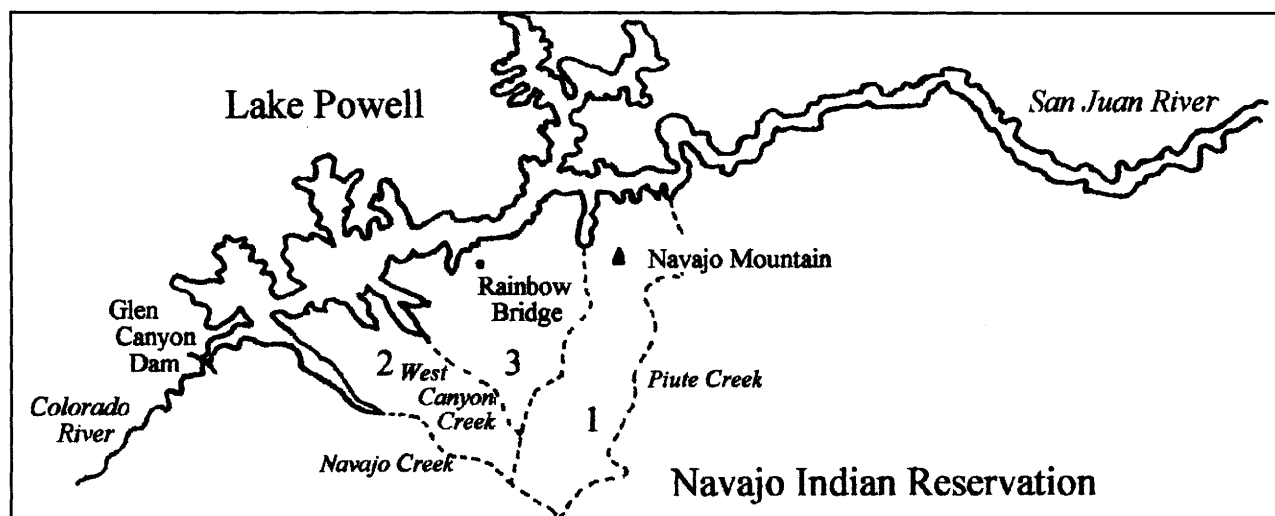 Lake Powell
San Juan River
Navajo Mountain
Rainbow
Bridge
Glen
Canyon
Dam
2
3
West
Canyon
Creek
Piute Creek
Colorado
River
1
Navajo Creek
Navajo Indian Reservation